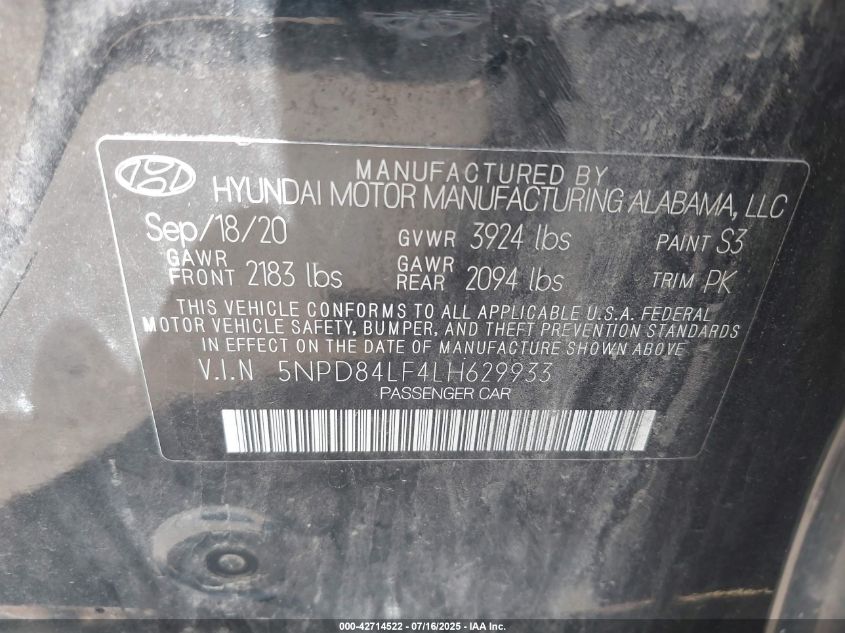 MANUFACTURED BY
HYUNDAI MOTOR MANUFACTURING ALABAMA, LLC
Sep/18/20 GVWR 3924 lbs PAINT S3
GAWR FRONT 2183 lbs GAWR REAR 2094 lbs TRIM PK
THIS VEHICLE CONFORMS TO ALL APPLICABLE U.S.A. FEDERAL
MOTOR VEHICLE SAFETY, BUMPER, AND THEFT PREVENTION STANDARDS
IN EFFECT ON THE DATE OF MANUFACTURE SHOWN ABOVE
V.I.N 5NPD84LF4LH629933
PASSENGER CAR
000-42714522 - 07/16/2025 - IAA Inc.